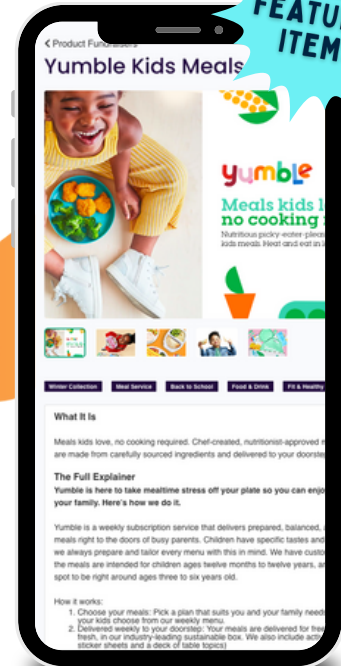 FEATU
ITEM
< Product Fundraisers
Yumble Kids Meals
yumble
Meals kids l
no cooking
Nutritious picky-eater-pleas
kids meals. Heat and eat in
Winter Collection
Meal Service
Back to School
Food & Drink
Fit & Healthy
What It Is
Meals kids love, no cooking required. Chef-created, nutritionist-approved
are made from carefully sourced ingredients and delivered to your doorste
The Full Explainer
Yumble is here to take mealtime stress off your plate so you can enjo
your family. Here's how we do it.
Yumble is a weekly subscription service that delivers prepared, balanced,
meals right to the doors of busy parents. Children have specific tastes and
we always prepare and tailor every menu with this in mind. We have custo
the meals are intended for children ages twelve months to twelve years, a
spot to be right around ages three to six years old.
How it works:
1. Choose your meals: Pick a plan that suits you and your family need
your kids choose from our weekly menu.
2. Delivered weekly to your doorstep: Your meals are delivered for free
fresh, in our industry-leading sustainable box. We also include activ
sticker sheets and a deck of table topics)